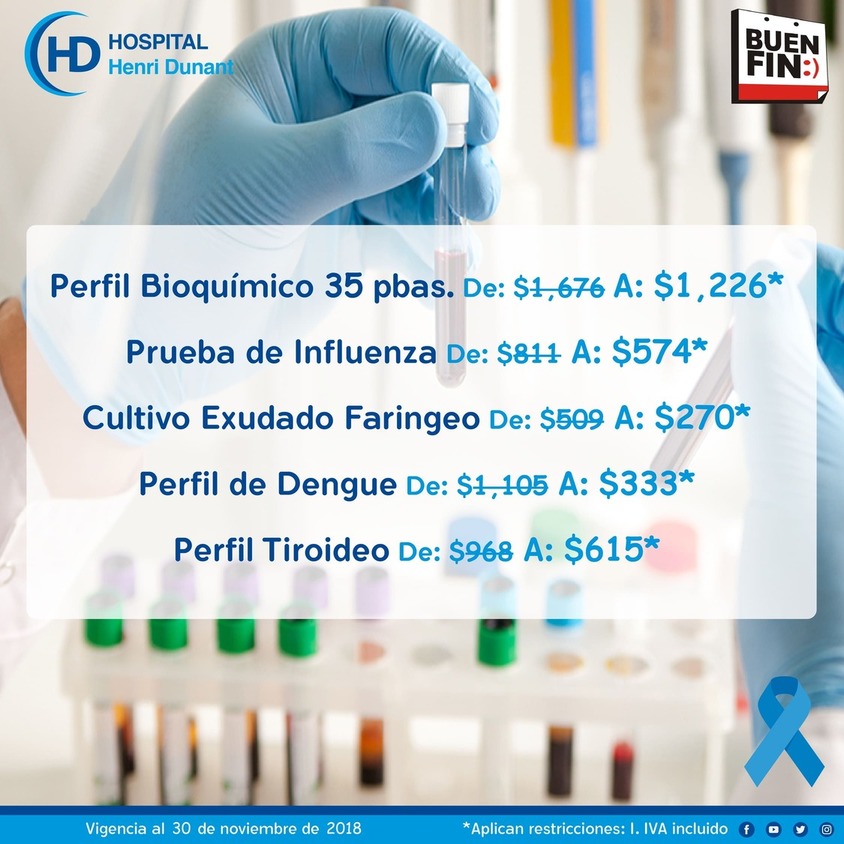 HD HOSPITAL
Henri Dunant
BUEN
FIN:)
Perfil Bioquímico 35 pbas. De: $1,676 A: $1,226*
Prueba de Influenza De: $811 A: $574*
Cultivo Exudado Faringeo De: $509 A: $270*
Perfil de Dengue De: $1,105 A: $333*
Perfil Tiroideo De: $968 A: $615*
Vigencia al 30 de noviembre de 2018 *Aplican restricciones: I. IVA incluido